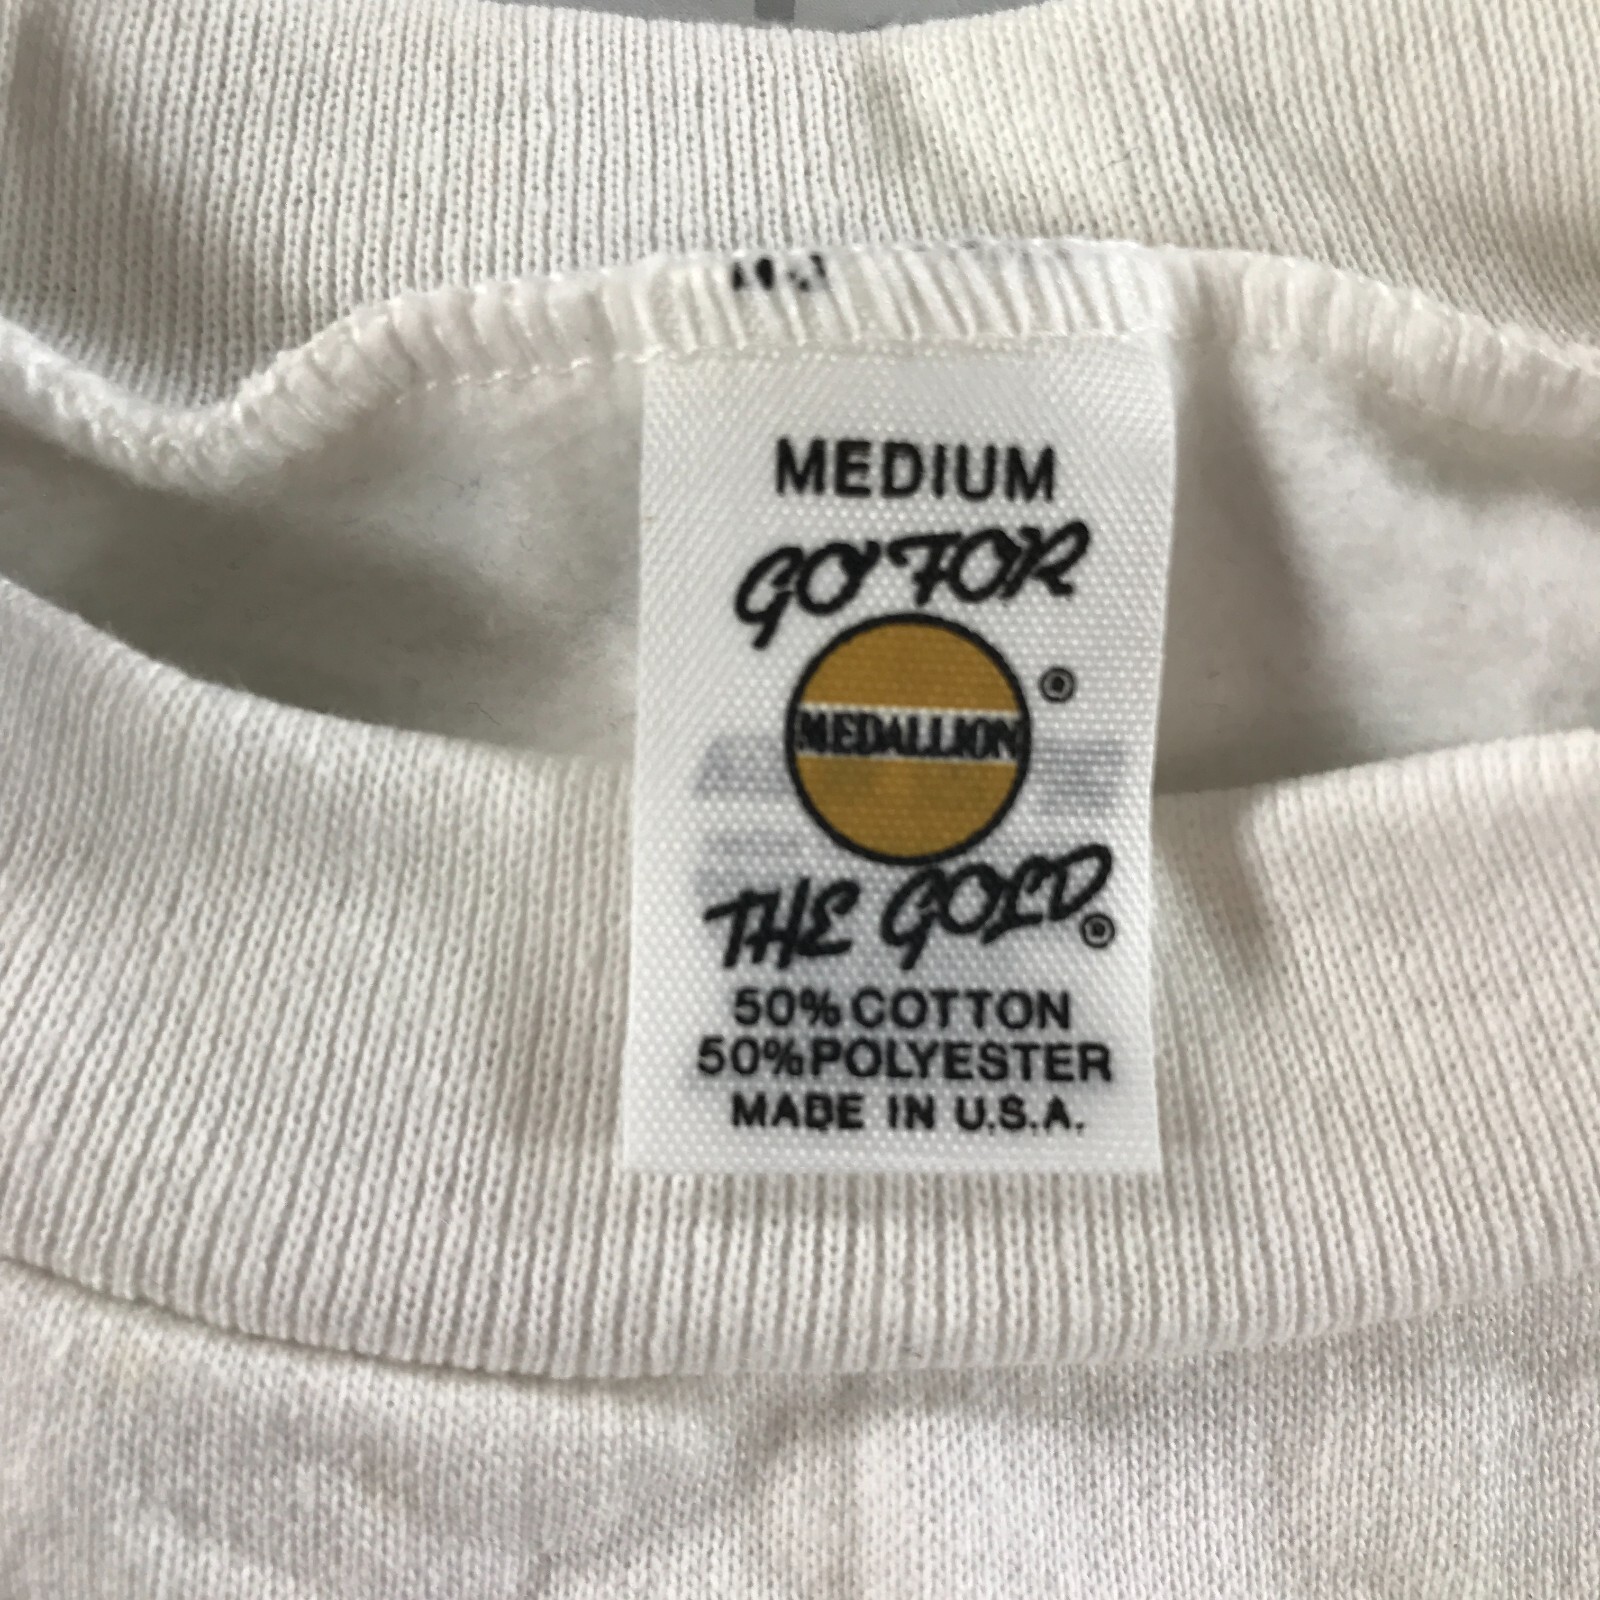 MEDIUM
GO FOR
MEDALLION ®
THE GOLD ®
50% COTTON
50% POLYESTER
MADE IN U.S.A.